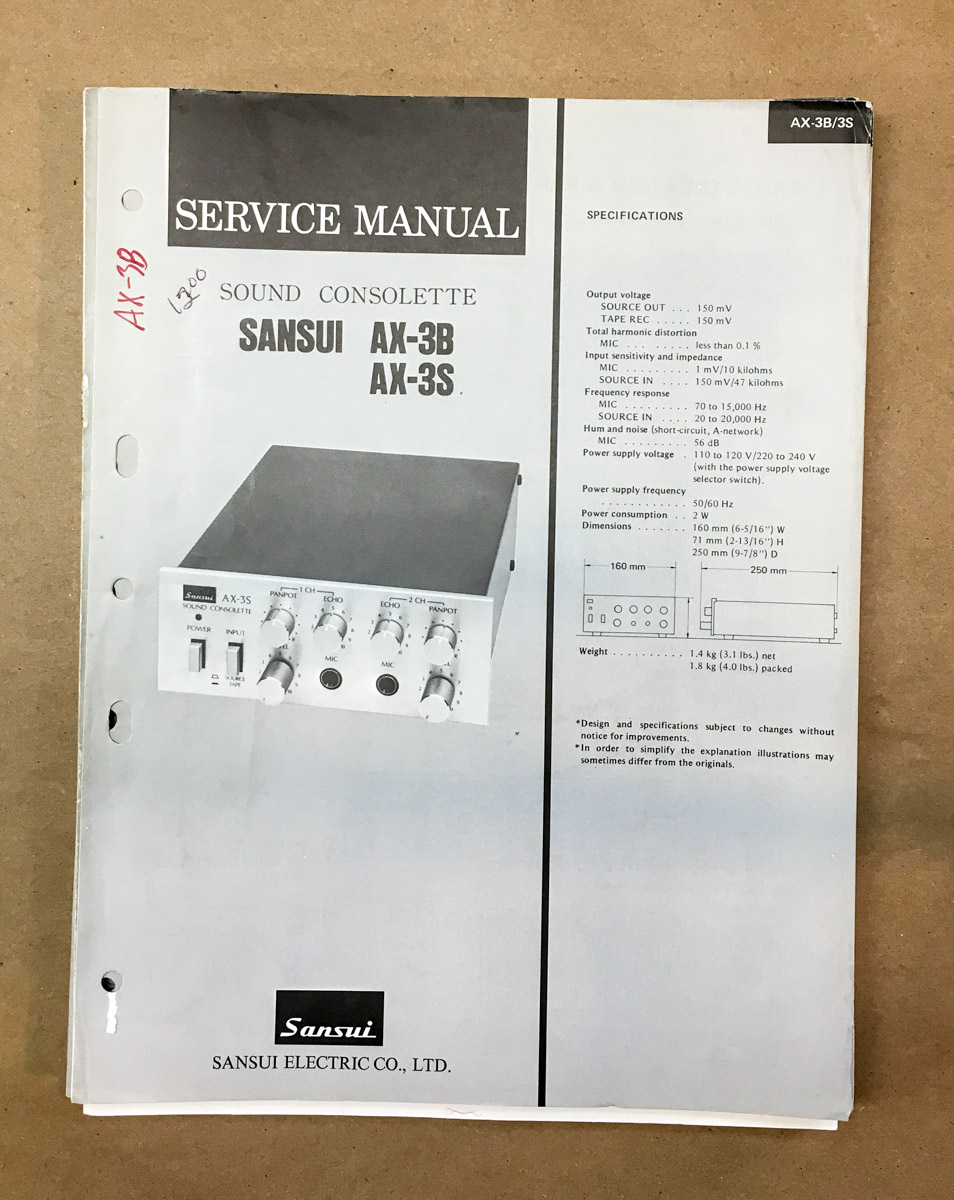 AX-3B/3S
SERVICE MANUAL
AX-3B
1300
SOUND CONSOLETTE
SANSUI AX-3B
AX-3S
Sansui AX-3S
SOUND CONSOLETTE
1 CH
PANPOT ECHO
2 CH
ECHO PANPOT
POWER INPUT
MIC MIC
SOURCE
TAPE
Sansui
SANSUI ELECTRIC CO., LTD.
SPECIFICATIONS
Output voltage
SOURCE OUT . . . 150 mV
TAPE REC . . . . . 150 mV
Total harmonic distortion
MIC . . . . . . . . less than 0.1 %
Input sensitivity and impedance
MIC . . . . . . . . . 1 mV/10 kilohms
SOURCE IN . . . . 150 mV/47 kilohms
Frequency response
MIC . . . . . . . . . 70 to 15,000 Hz
SOURCE IN . . . . 20 to 20,000 Hz
Hum and noise (short-circuit, A-network)
MIC . . . . . . . . . 56 dB
Power supply voltage . 110 to 120 V/220 to 240 V
(with the power supply voltage
selector switch).
Power supply frequency
. . . . . . . . . . . . 50/60 Hz
Power consumption . . 2 W
Dimensions . . . . . . . 160 mm (6-5/16") W
71 mm (2-13/16") H
250 mm (9-7/8") D
160 mm 250 mm
Weight . . . . . . . . . . 1.4 kg (3.1 lbs.) net
1.8 kg (4.0 lbs.) packed
*Design and specifications subject to changes without
notice for improvements.
*In order to simplify the explanation illustrations may
sometimes differ from the originals.